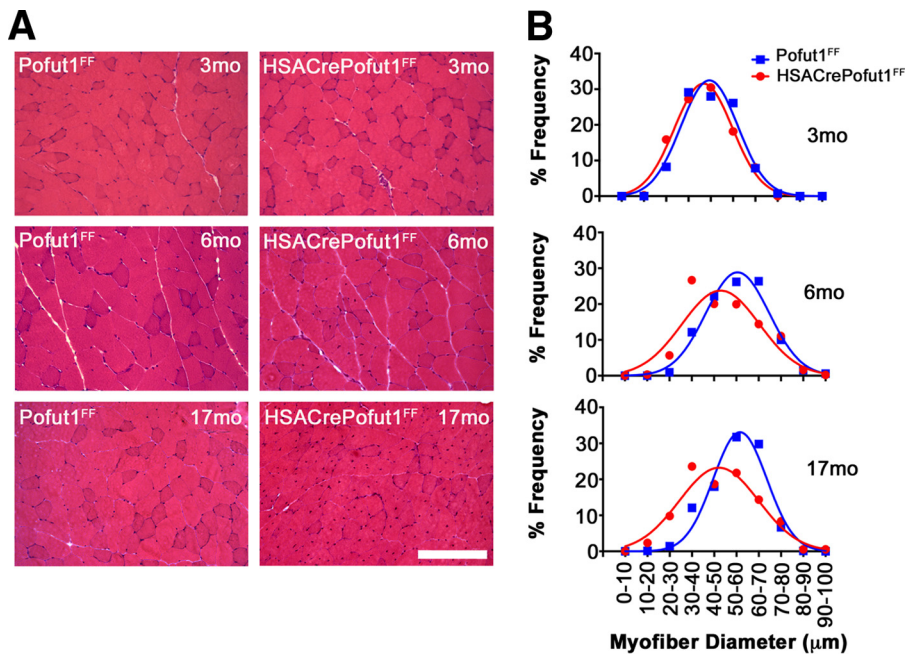 A
Pofut1FF 3mo
HSACrePofut1FF 3mo
Pofut1FF 6mo
HSACrePofut1FF 6mo
Pofut1FF 17mo
HSACrePofut1FF 17mo
B
Pofut1FF
HSACrePofut1FF
40
30
20
10
0
% Frequency
3mo
40
30
20
10
0
% Frequency
6mo
40
30
20
10
0
% Frequency
17mo
0-10
10-20
20-30
30-40
40-50
50-60
60-70
70-80
80-90
90-100
Myofiber Diameter (μm)